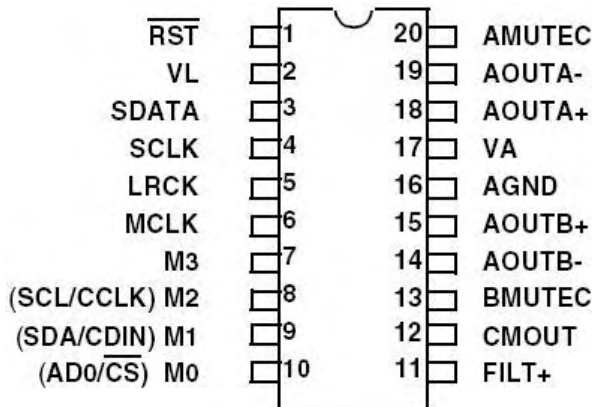 RST 1 20 AMUTEC
VL 2 19 AOUTA-
SDATA 3 18 AOUTA+
SCLK 4 17 VA
LRCK 5 16 AGND
MCLK 6 15 AOUTB+
M3 7 14 AOUTB-
(SCL/CCLK) M2 8 13 BMUTEC
(SDA/CDIN) M1 9 12 CMOUT
(AD0/CS) M0 10 11 FILT+